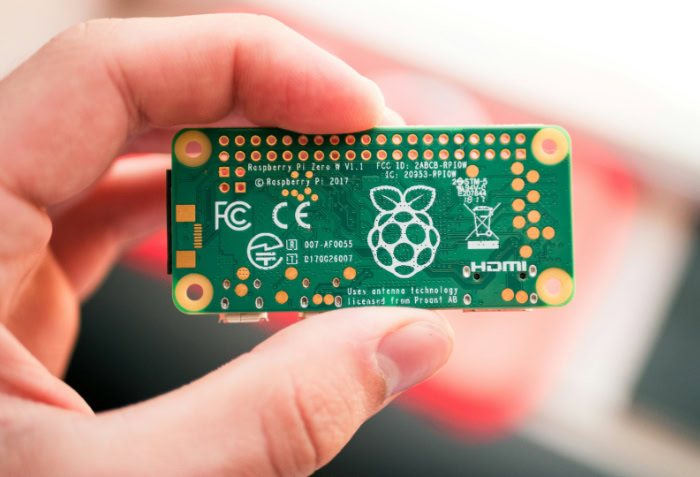 Raspberry Pi Zero W V1.1
© Raspberry Pi 2017
FCC ID: 2ABCB-RPI0W
IC: 20953-RPI0W
FC
CE
[R] 007-AF0055
[T] D170026007
HDMI
Uses antenna technology
licensed from Proant AB